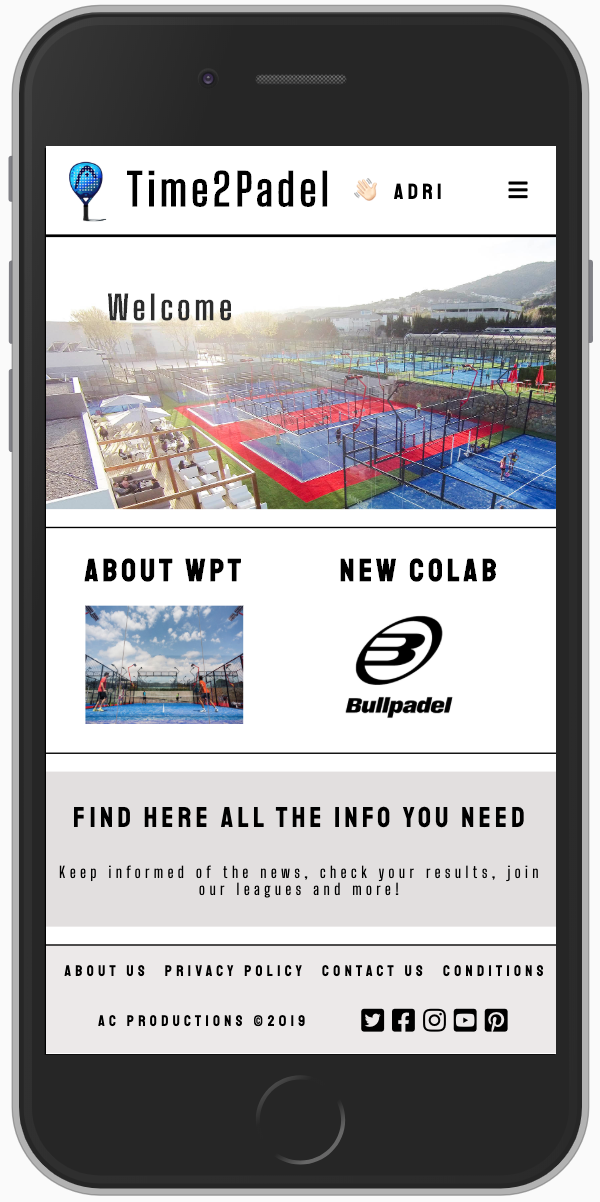 Time2Padel 👋🏻 ADRI
Welcome
ABOUT WPT
NEW COLAB
Bullpadel
FIND HERE ALL THE INFO YOU NEED
Keep informed of the news, check your results, join
our leagues and more!
ABOUT US PRIVACY POLICY CONTACT US CONDITIONS
AC PRODUCTIONS ©2019